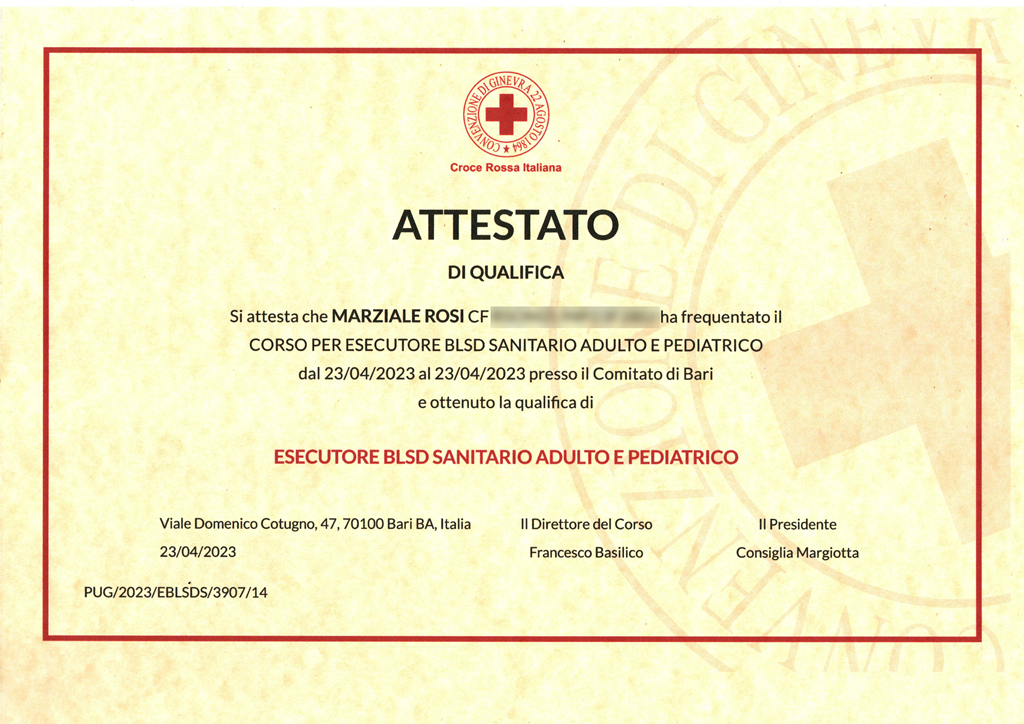 CONVENZIONE DI GINEVRA 22 AGOSTO 1864
Croce Rossa Italiana
ATTESTATO
DI QUALIFICA
Si attesta che MARZIALE ROSI CF ha frequentato il
CORSO PER ESECUTORE BLSD SANITARIO ADULTO E PEDIATRICO
dal 23/04/2023 al 23/04/2023 presso il Comitato di Bari
e ottenuto la qualifica di
ESECUTORE BLSD SANITARIO ADULTO E PEDIATRICO
Viale Domenico Cotugno, 47, 70100 Bari BA, Italia
23/04/2023
Il Direttore del Corso
Francesco Basilico
Il Presidente
Consiglia Margiotta
PUG/2023/EBLSDS/3907/14
CONVENZIONE DI GINEVRA